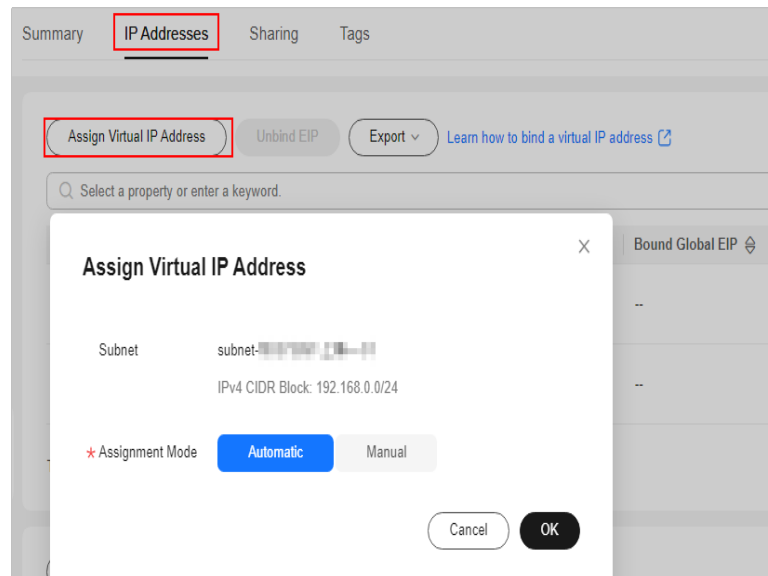 Summary IP Addresses Sharing Tags
Assign Virtual IP Address Unbind EIP Export Learn how to bind a virtual IP address
Select a property or enter a keyword.
Bound Global EIP
Assign Virtual IP Address
--
Subnet subnet-
IPv4 CIDR Block: 192.168.0.0/24
--
* Assignment Mode Automatic Manual
Cancel OK